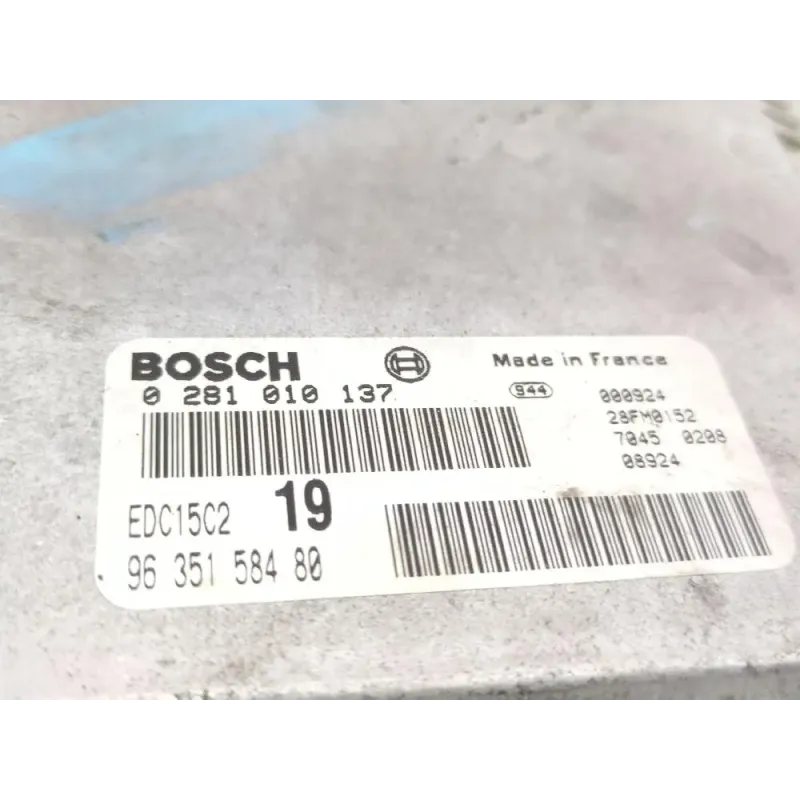 BOSCH Made in France
0 281 010 137 944 000924
28FM0152
7045 0208
08924
EDC15C2 19
96 351 584 80